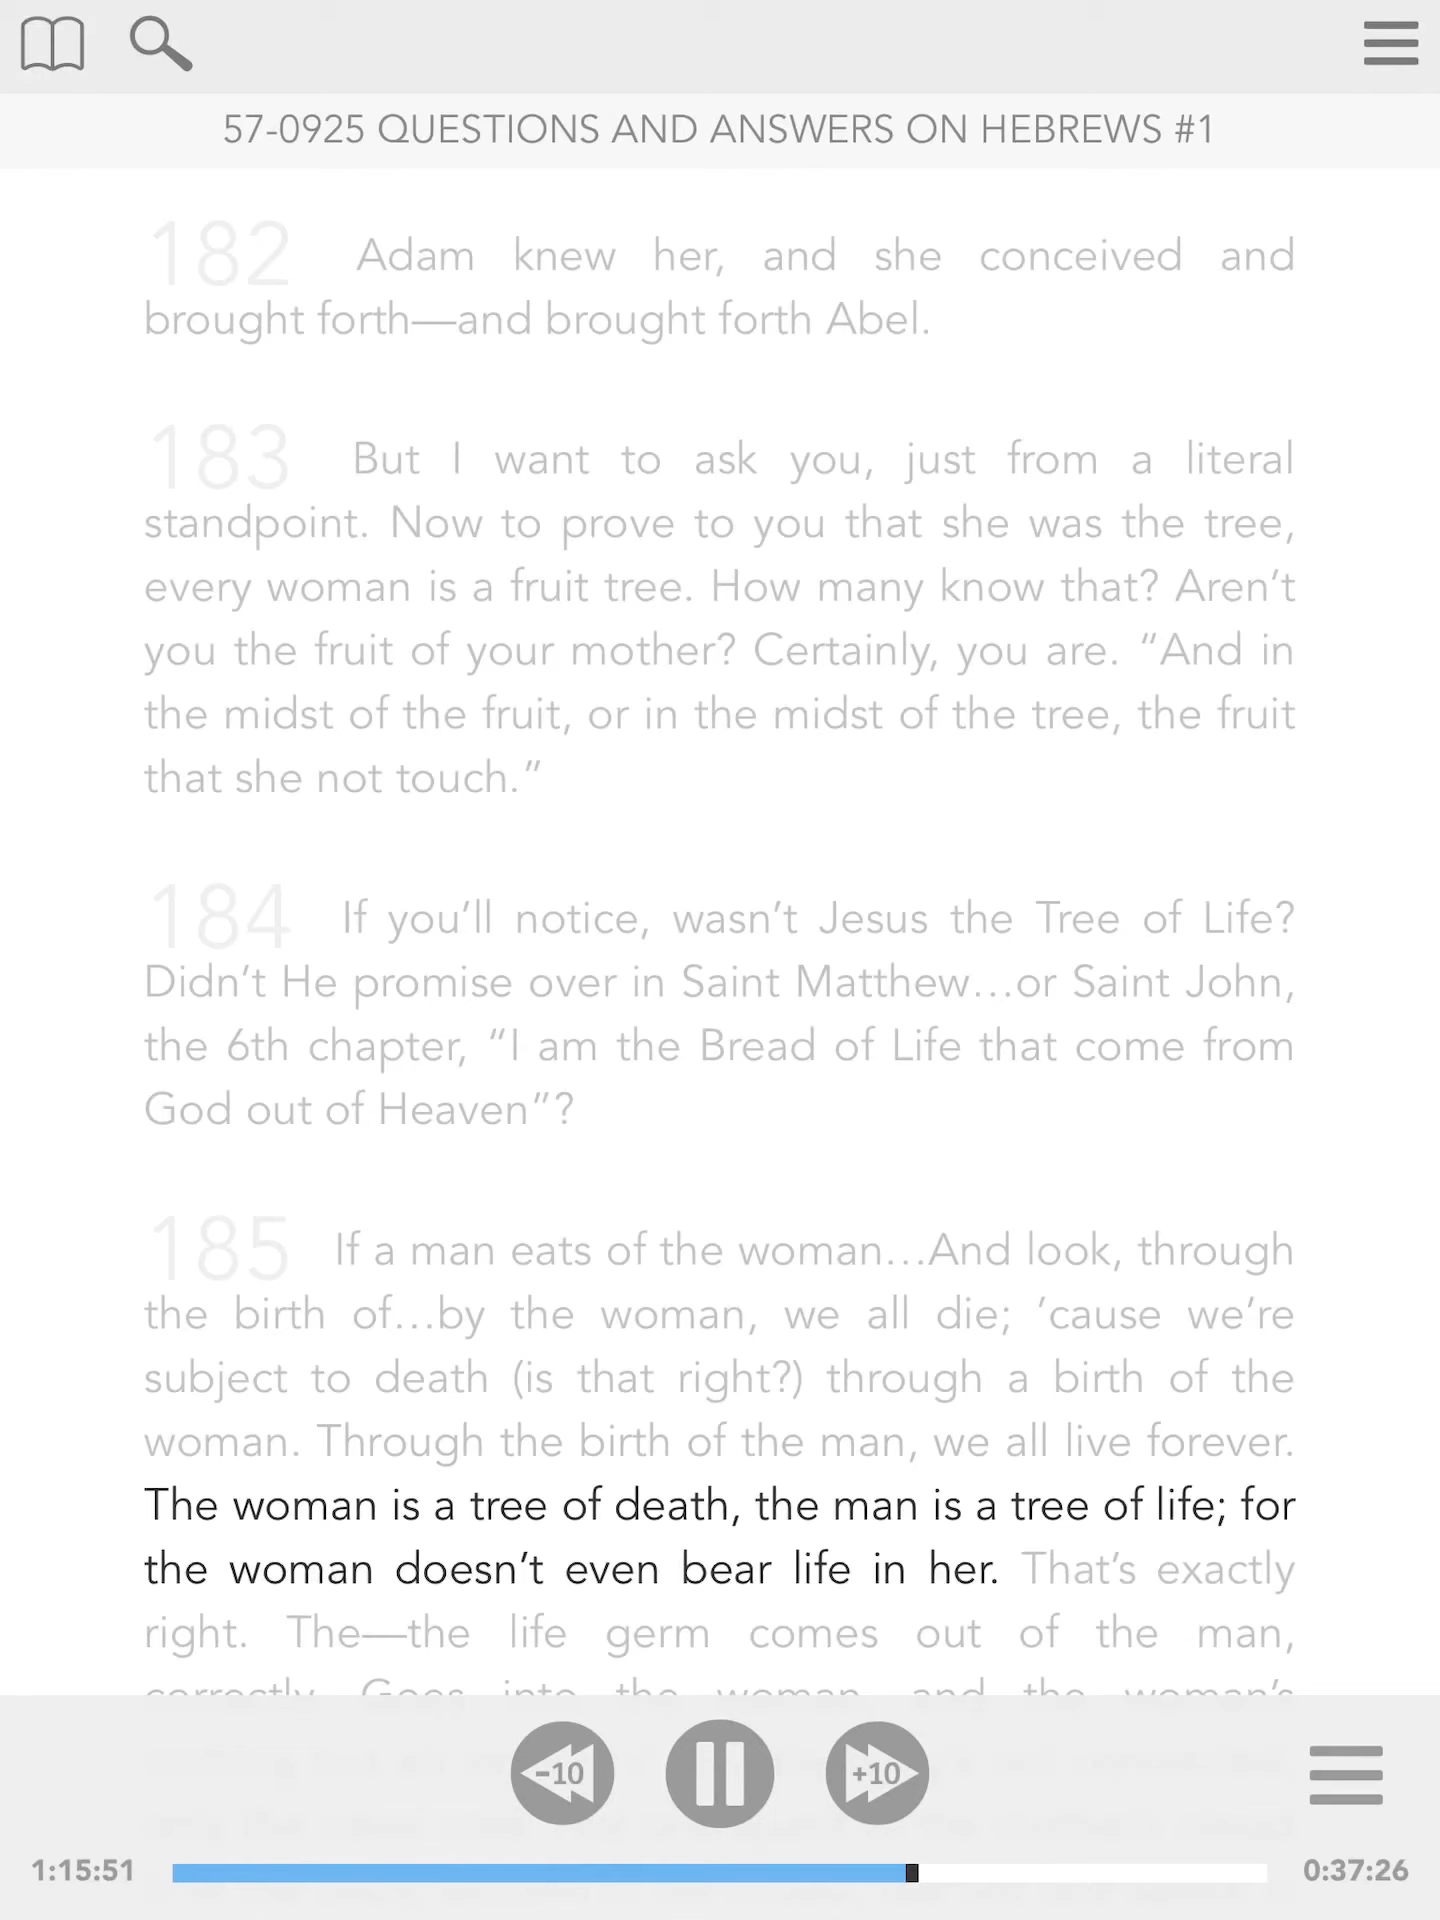 57-0925 QUESTIONS AND ANSWERS ON HEBREWS #1
182 Adam knew her, and she conceived and
brought forth—and brought forth Abel.
183 But I want to ask you, just from a literal
standpoint. Now to prove to you that she was the tree,
every woman is a fruit tree. How many know that? Aren’t
you the fruit of your mother? Certainly, you are. “And in
the midst of the fruit, or in the midst of the tree, the fruit
that she not touch.”
184 If you’ll notice, wasn’t Jesus the Tree of Life?
Didn’t He promise over in Saint Matthew…or Saint John,
the 6th chapter, “I am the Bread of Life that come from
God out of Heaven”?
185 If a man eats of the woman…And look, through
the birth of…by the woman, we all die; ’cause we’re
subject to death (is that right?) through a birth of the
woman. Through the birth of the man, we all live forever.
The woman is a tree of death, the man is a tree of life; for
the woman doesn’t even bear life in her. That’s exactly
right. The—the life germ comes out of the man,
correctly. Goes into the woman, and the woman’s
-10 +10
1:15:51 0:37:26